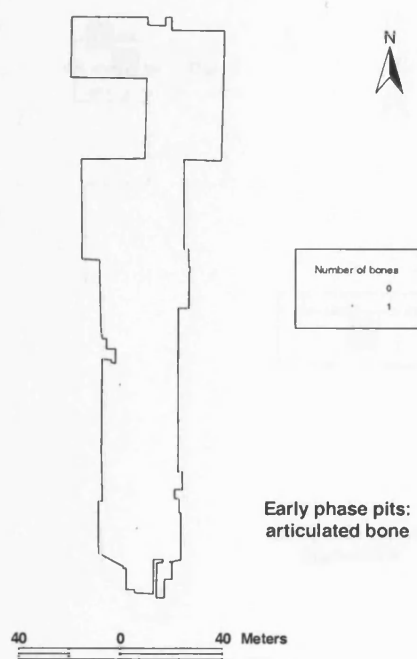 N
Number of bones
0
1
Early phase pits:
articulated bone
40 0 40 Meters